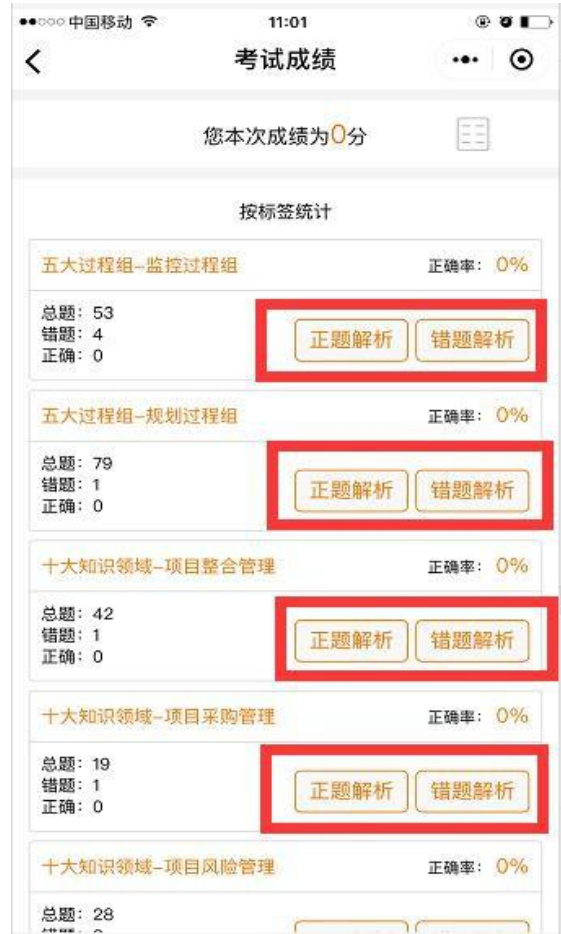 中国移动 11:01
考试成绩
您本次成绩为0分
按标签统计
五大过程组-监控过程组 正确率: 0%
总题: 53
错题: 4
正确: 0
正题解析 错题解析
五大过程组-规划过程组 正确率: 0%
总题: 79
错题: 1
正确: 0
正题解析 错题解析
十大知识领域-项目整合管理 正确率: 0%
总题: 42
错题: 1
正确: 0
正题解析 错题解析
十大知识领域-项目采购管理 正确率: 0%
总题: 19
错题: 1
正确: 0
正题解析 错题解析
十大知识领域-项目风险管理 正确率: 0%
总题: 28